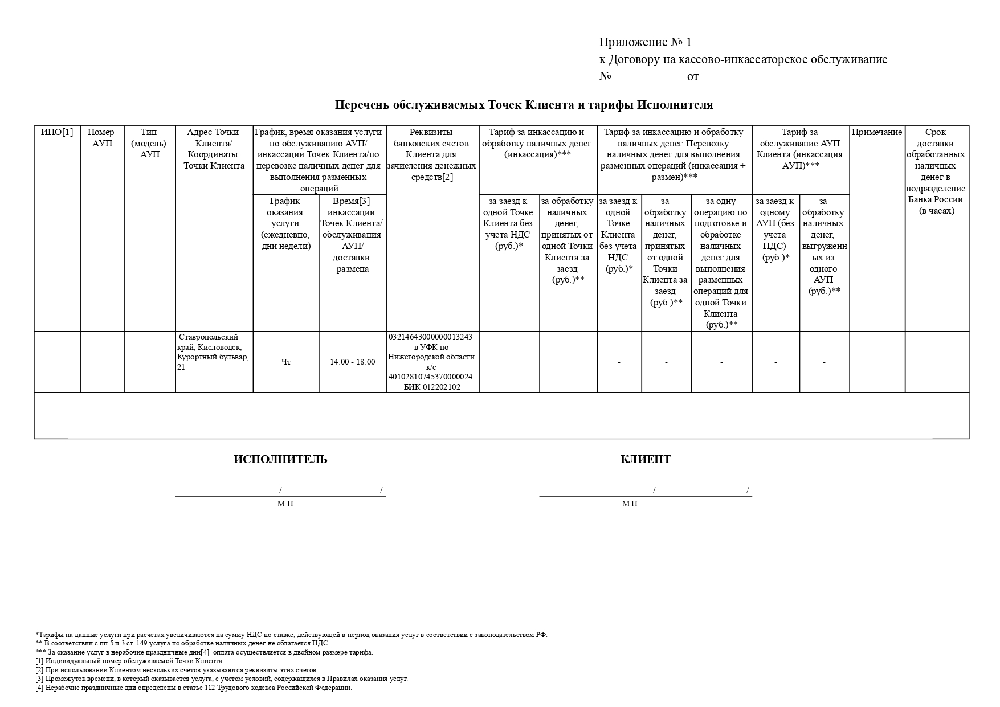 Приложение № 1
к Договору на кассово-инкассаторское обслуживание
№ от
Перечень обслуживаемых Точек Клиента и тарифы Исполнителя
ИНО[1]
Номер
АУП
Тип
(модель)
АУП
Адрес Точки
Клиента/
Координаты
Точки Клиента
График, время оказания услуги
по обслуживанию АУП/
инкассации Точек Клиента/по
перевозке наличных денег для
выполнения разменных
операций
Реквизиты
банковских счетов
Клиента для
зачисления денежных
средств[2]
Тариф за инкассацию и
обработку наличных денег
(инкассация)***
Тариф за инкассацию и обработку
наличных денег. Перевозку
наличных денег для выполнения
разменных операций (инкассация +
размен)***
Тариф за
обслуживание АУП
Клиента (инкассация
АУП)***
Примечание
Срок
доставки
обработанных
наличных
денег в
подразделение
Банка России
(в часах)
График
оказания
услуги
(ежедневно,
дни недели)
Время[3]
инкассации
Точек Клиента/
обслуживания
АУП/
доставки
размена
за заезд к
одной Точке
Клиента без
учета НДС
(руб.)*
за обработку
наличных
денег,
принятых от
одной Точки
Клиента за
заезд
(руб.)**
за заезд к
одной
Точке
Клиента
без учета
НДС
(руб.)*
за
обработку
наличных
денег,
принятых
от одной
Точки
Клиента за
заезд
(руб.)**
за одну
операцию по
подготовке и
обработке
наличных
денег для
выполнения
разменных
операций для
одной Точки
Клиента
(руб.)**
за заезд к
одному
АУП (без
учета
НДС)
(руб.)*
за
обработку
наличных
денег,
выгруженн
ых из
одного
АУП
(руб.)**
Ставропольский
край, Кисловодск,
Курортный бульвар,
21
Чт
14:00 - 18:00
03214643000000013243
в УФК по
Нижегородской области
к/с
40102810745370000024
БИК 012202102
-
-
-
-
-
ИСПОЛНИТЕЛЬ
КЛИЕНТ
/ /
/ /
М.П.
М.П.
*Тарифы на данные услуги при расчетах увеличиваются на сумму НДС по ставке, действующей в период оказания услуг в соответствии с законодательством РФ.
** В соответствии с пп.5 п.3 ст. 149 услуга по обработке наличных денег не облагается НДС.
*** За оказание услуг в нерабочие праздничные дни[4] оплата осуществляется в двойном размере тарифа.
[1] Индивидуальный номер обслуживаемой Точки Клиента.
[2] При использовании Клиентом нескольких счетов указываются реквизиты этих счетов.
[3] Промежуток времени, в который оказывается услуга, с учетом условий, содержащихся в Правилах оказания услуг.
[4] Нерабочие праздничные дни определены в статье 112 Трудового кодекса Российской Федерации.